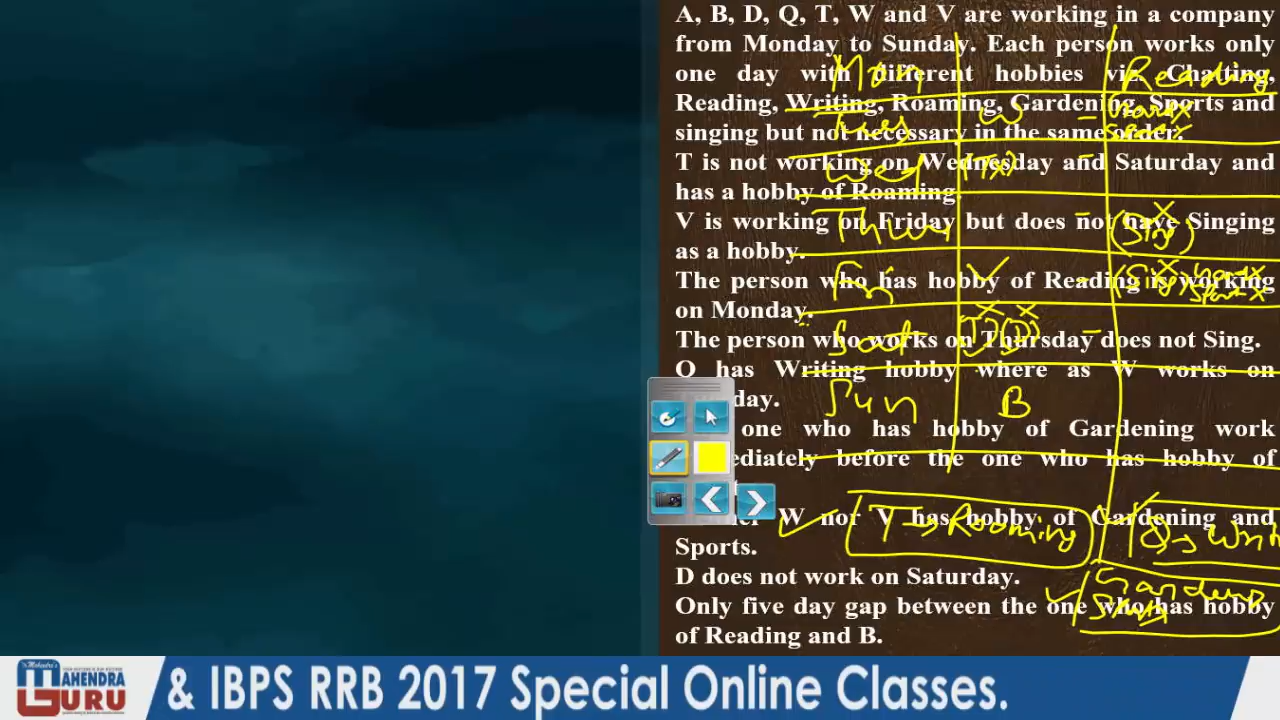 A, B, D, Q, T, W and V are working in a company
from Monday to Sunday. Each person works only
one day with different hobbies viz. Chatting,
Reading, Writing, Roaming, Gardening, Sports and
singing but not necessary in the same order.
T is not working on Wednesday and Saturday and
has a hobby of Roaming.
V is working on Friday but does not have Singing
as a hobby.
The person who has hobby of Reading is working
on Monday.
The person who works on Thursday does not Sing.
Q has Writing hobby where as W works on
day.
one who has hobby of Gardening work
ediately before the one who has hobby of
W nor V has hobby of Gardening and
Sports.
D does not work on Saturday.
Only five day gap between the one who has hobby
of Reading and B.
Mon Reading
Tues W -
Wed (Tx) -
Thur - (Sing)
Fri V -
Sat (T) (D) -
Sun B
T → Roaming
Mahendra
MAHENDRA
GURU
& IBPS RRB 2017 Special Online Classes.